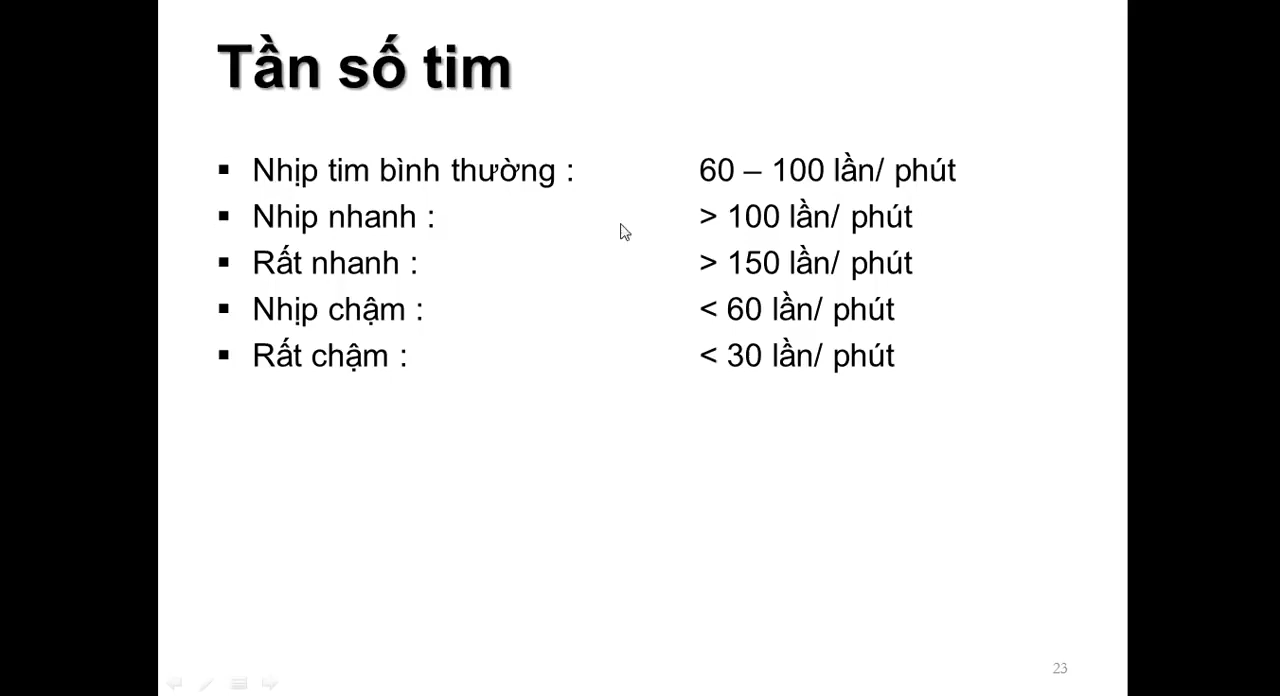 Tần số tim
▪ Nhịp tim bình thường : 60 – 100 lần/ phút
▪ Nhip nhanh : > 100 lần/ phút
▪ Rất nhanh : > 150 lần/ phút
▪ Nhịp chậm : < 60 lần/ phút
▪ Rất chậm : < 30 lần/ phút
23